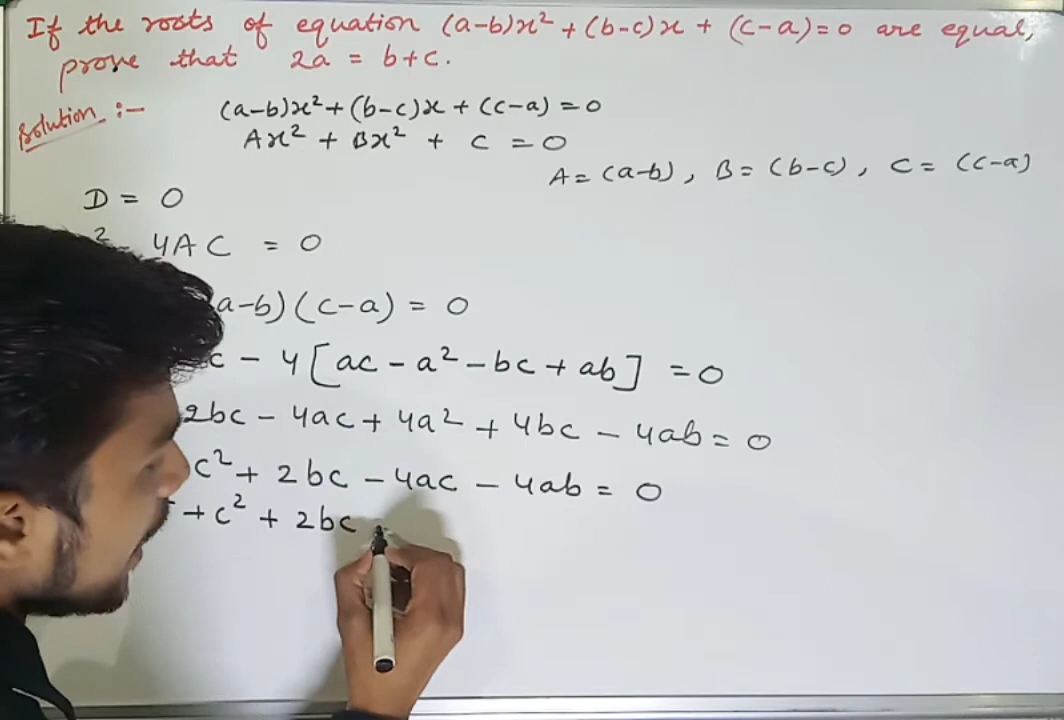 If the roots of equation (a-b)x² + (b-c)x + (c-a)=0 are equal,
prove that 2a = b+c.
Solution :-
(a-b)x²+(b-c)x + (c-a) = 0
Ax² + Bx² + C = 0
A = (a-b), B = (b-c), C = (c-a)
D = 0
² - 4AC = 0
a-b)(c-a) = 0
c - 4[ac - a² - bc + ab] = 0
2bc - 4ac + 4a² + 4bc - 4ab = 0
c² + 2bc - 4ac - 4ab = 0
+ c² + 2bc